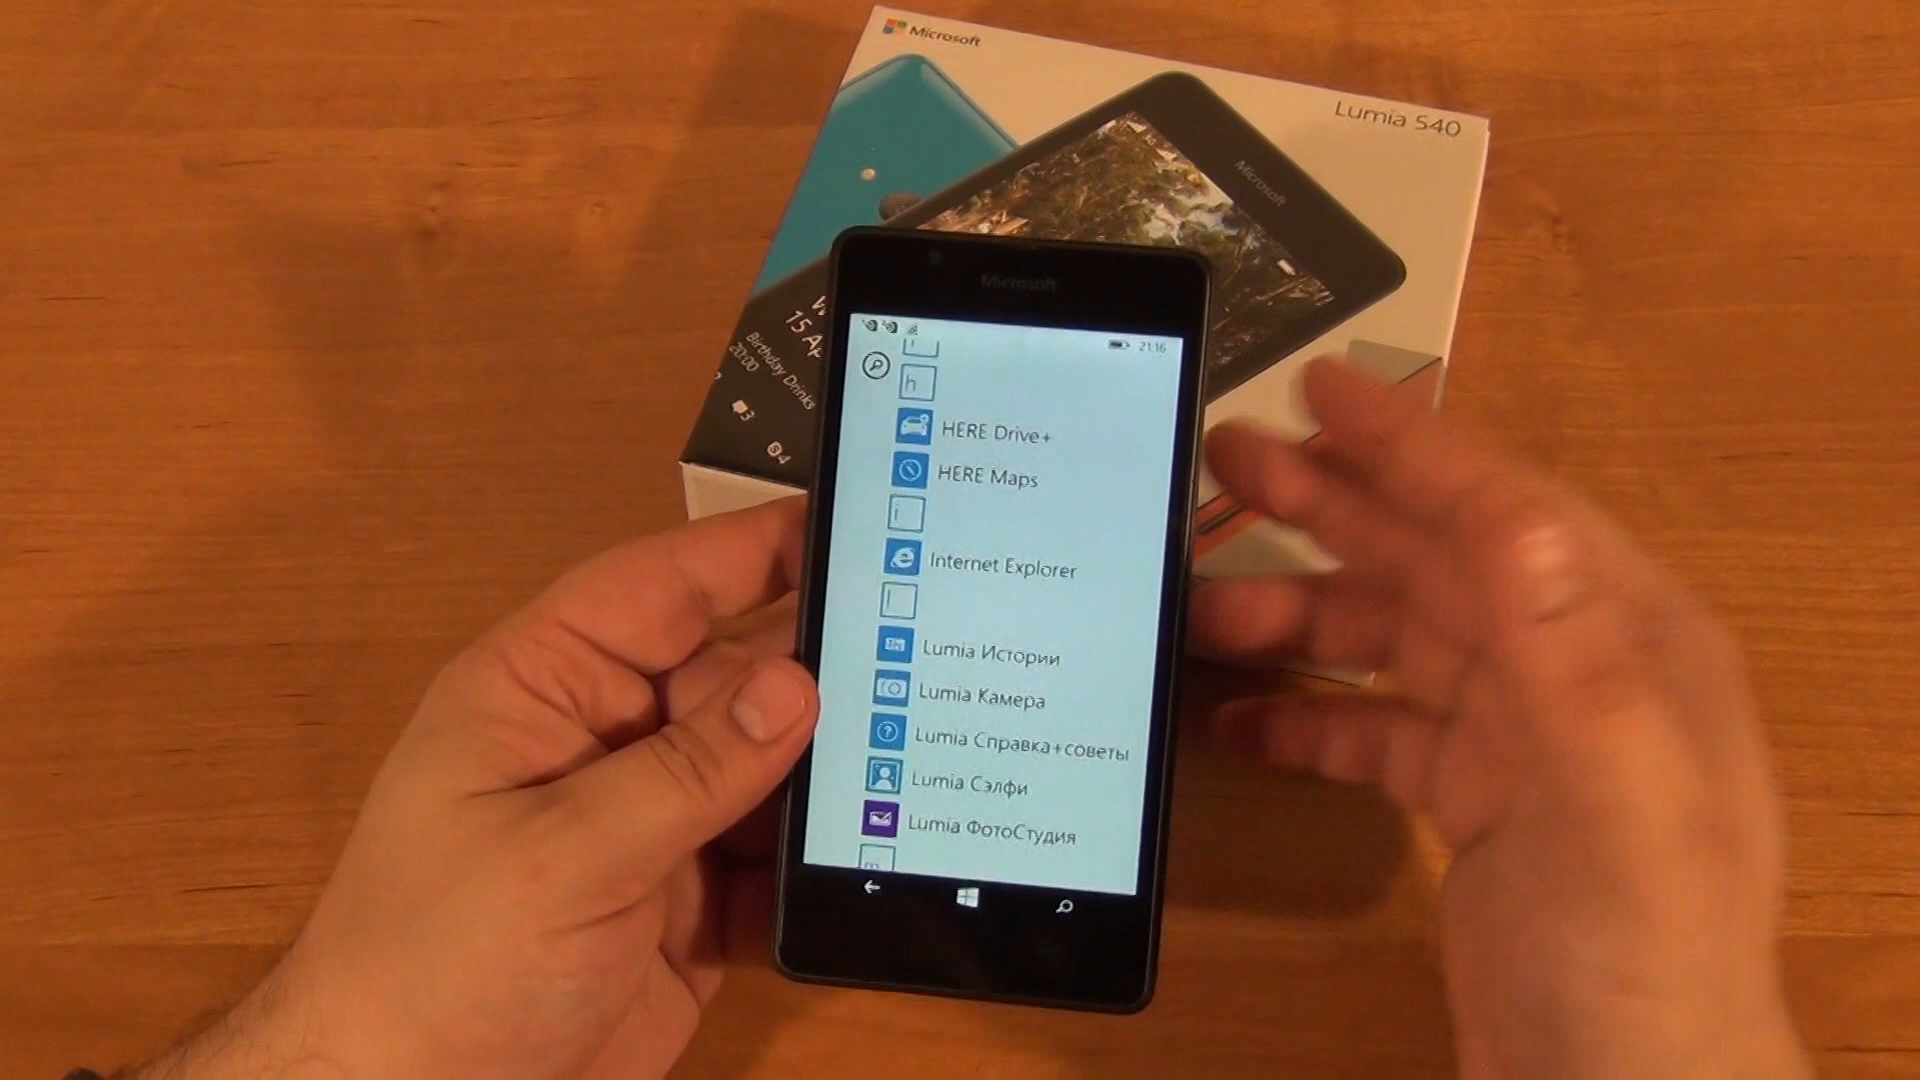 Microsoft
Lumia 540
Microsoft
15 Ap
Birthday Drinks
20:00
3
4
Microsoft
21:16
h
HERE Drive+
HERE Maps
i
Internet Explorer
l
Lumia Истории
Lumia Камера
Lumia Справка+советы
Lumia Сэлфи
Lumia ФотоСтудия
m